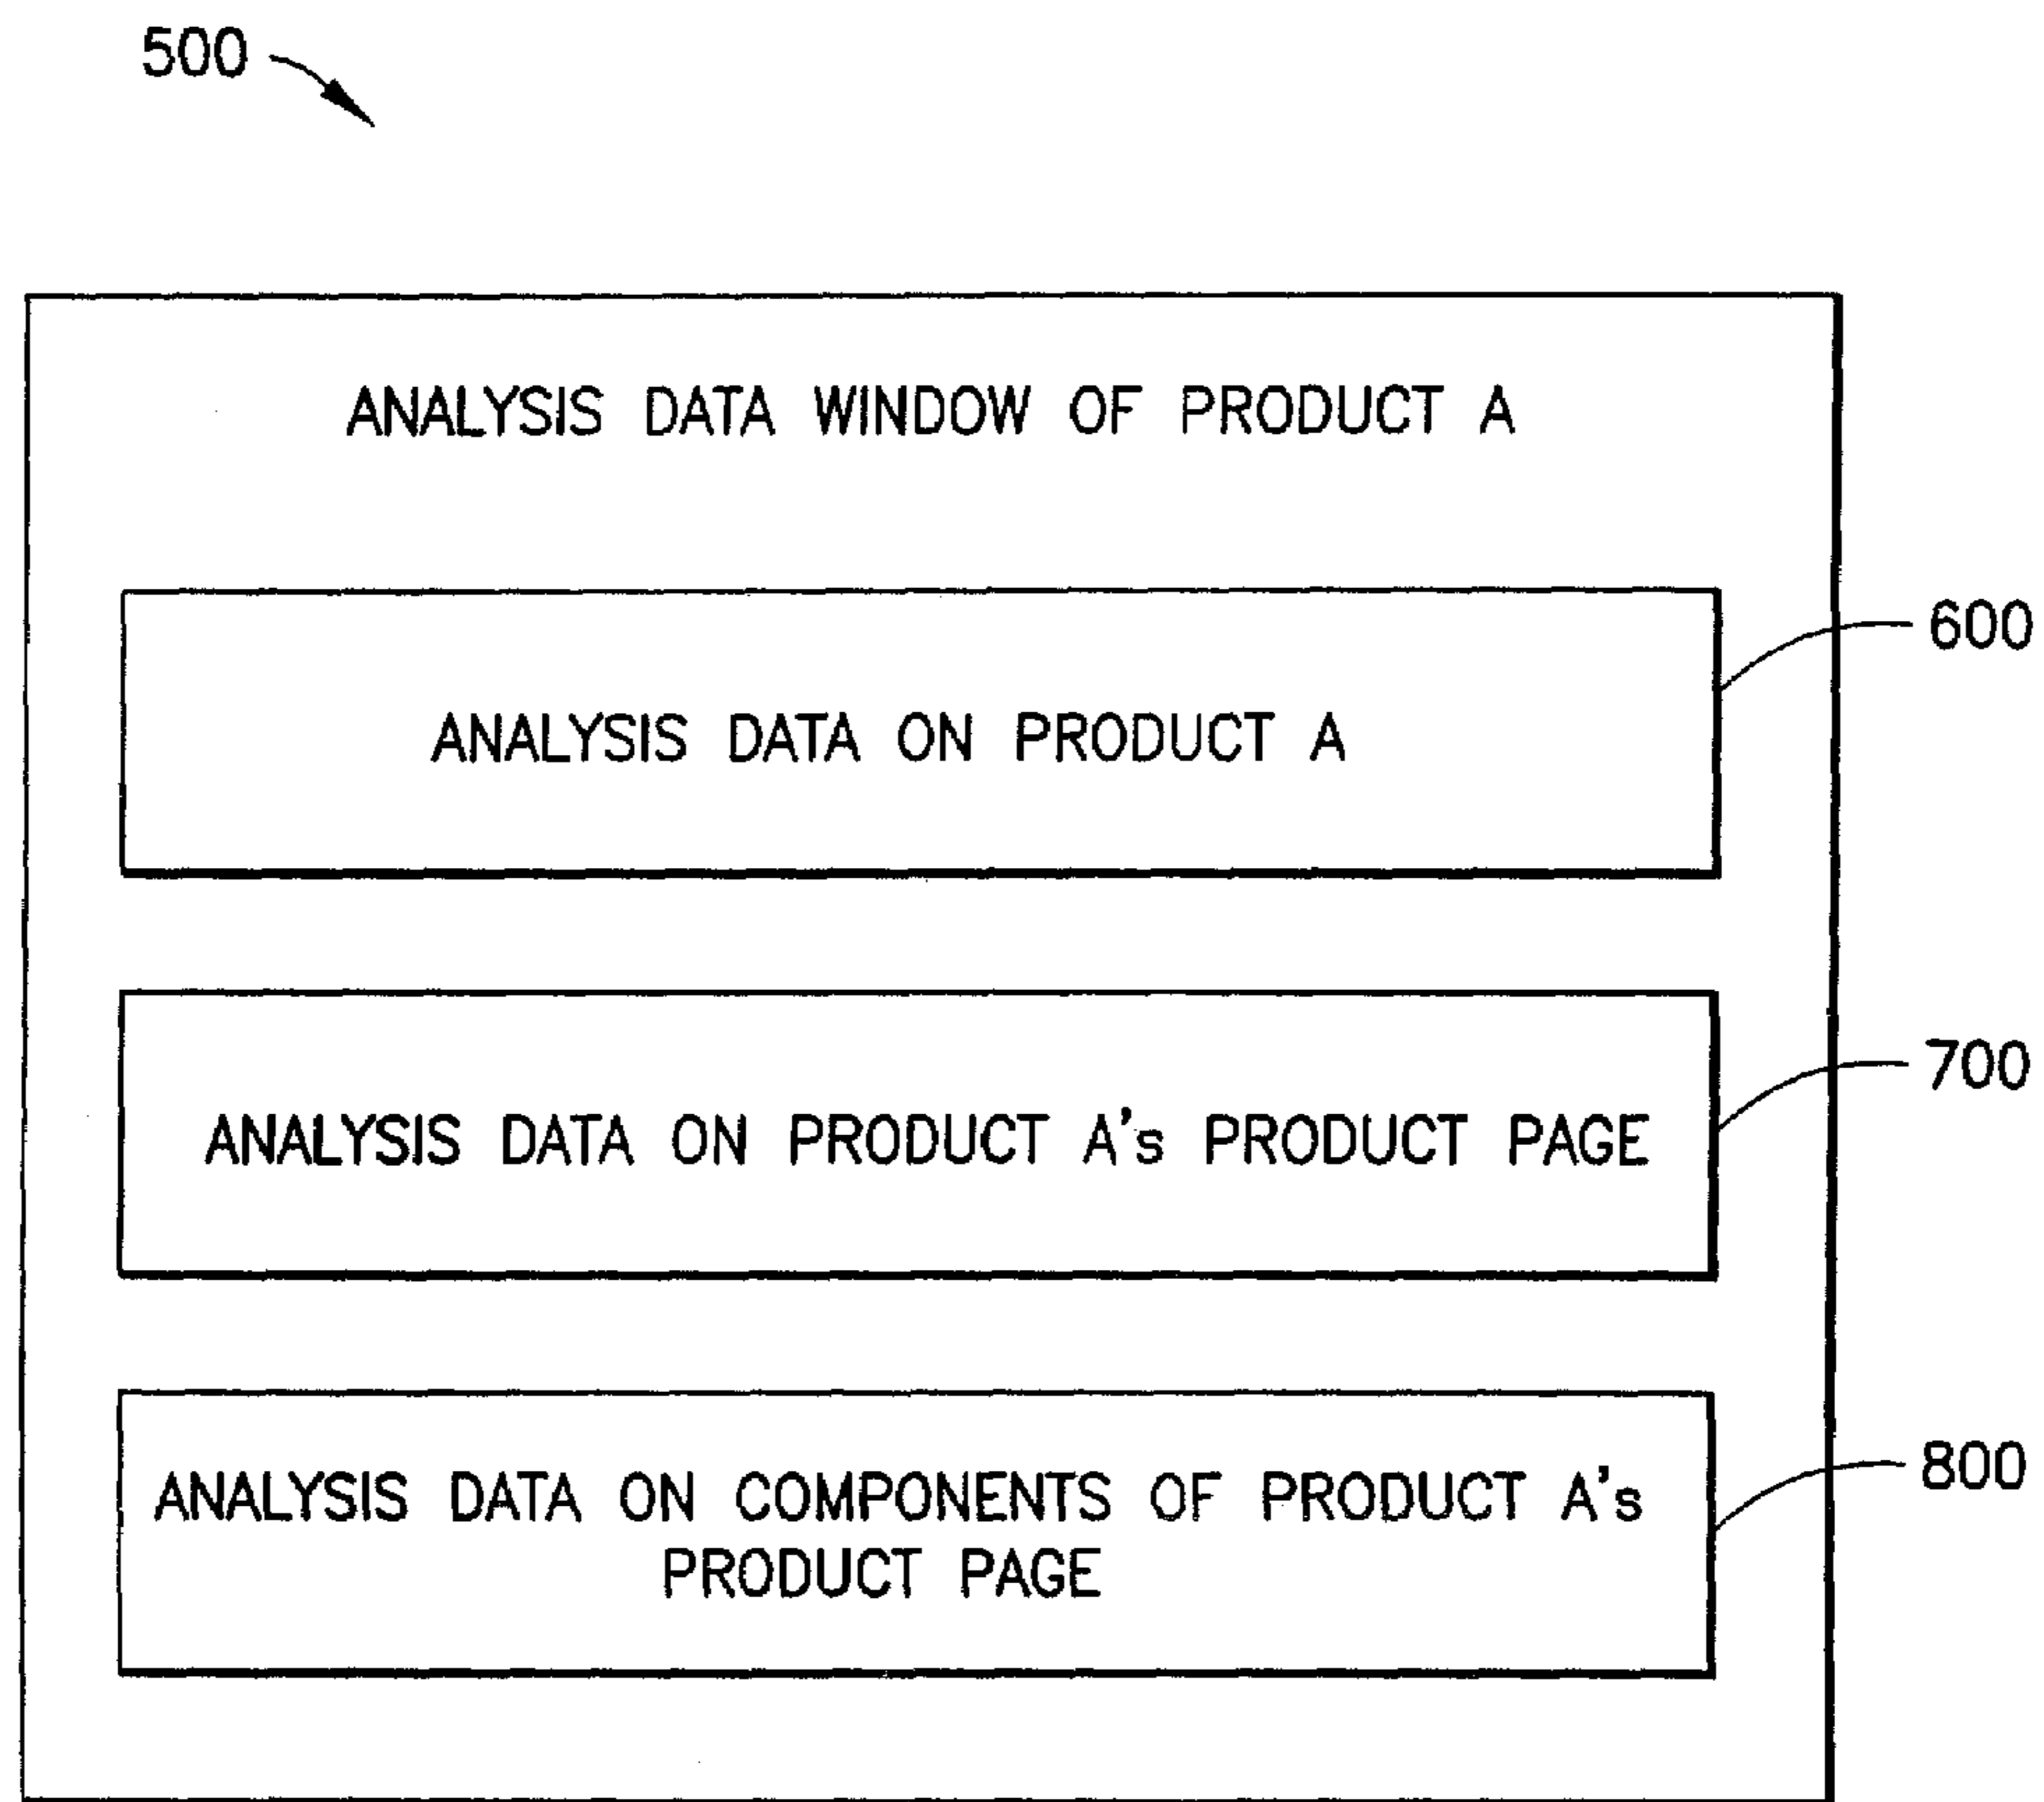 500
ANALYSIS DATA WINDOW OF PRODUCT A
600
ANALYSIS DATA ON PRODUCT A
700
ANALYSIS DATA ON PRODUCT A's PRODUCT PAGE
800
ANALYSIS DATA ON COMPONENTS OF PRODUCT A's
PRODUCT PAGE